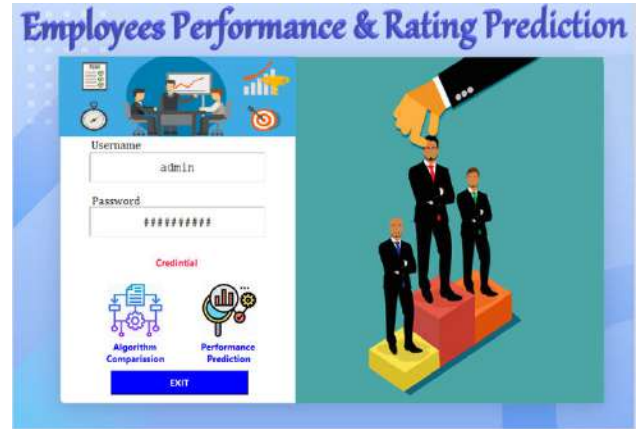 Employees Performance & Rating Prediction
Username
admin
Password
##########
Credintial
Algorithm
Comparission
Performance
Prediction
EXIT